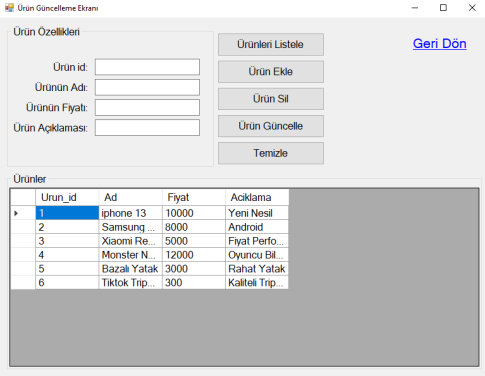 Ürün Güncelleme Ekranı
Ürün Özellikleri
Ürün id:
Ürünün Adı:
Ürünün Fiyatı:
Ürün Açıklaması:
Ürünleri Listele
Ürün Ekle
Ürün Sil
Ürün Güncelle
Temizle
Geri Dön
Ürünler
Urun_id Ad Fiyat Aciklama
1 iphone 13 10000 Yeni Nesil
2 Samsung ... 8000 Android
3 Xiaomi Re... 5000 Fiyat Perfo...
4 Monster N... 12000 Oyuncu Bil...
5 Bazalı Yatak 3000 Rahat Yatak
6 Tiktok Trip... 300 Kaliteli Trip...